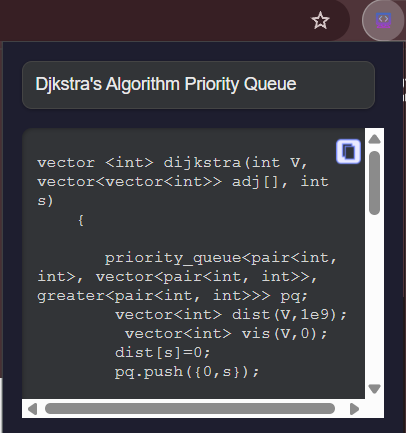 Djkstra's Algorithm Priority Queue
vector <int> dijkstra(int V,
vector<vector<int>> adj[], int
s)
    {
       priority_queue<pair<int,
int>, vector<pair<int, int>>,
greater<pair<int, int>>> pq;
        vector<int> dist(V,1e9);
         vector<int> vis(V,0);
        dist[s]=0;
        pq.push({0,s});